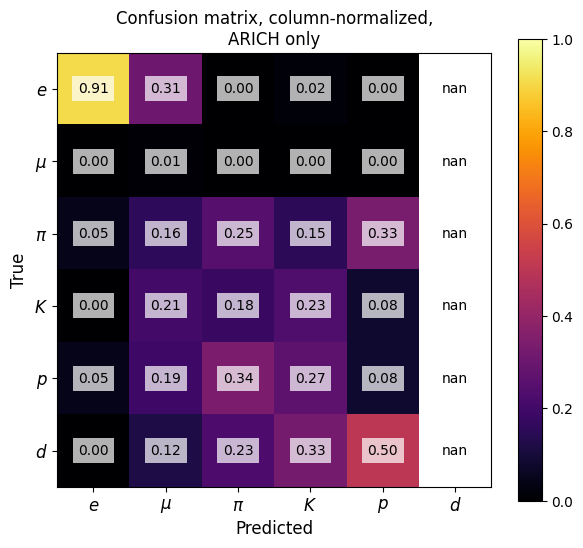 Confusion matrix, column-normalized,
ARICH only
e 0.91 0.31 0.00 0.02 0.00 nan
μ 0.00 0.01 0.00 0.00 0.00 nan
π 0.05 0.16 0.25 0.15 0.33 nan
K 0.00 0.21 0.18 0.23 0.08 nan
p 0.05 0.19 0.34 0.27 0.08 nan
d 0.00 0.12 0.23 0.33 0.50 nan
e μ π K p d
Predicted
True
1.0
0.8
0.6
0.4
0.2
0.0